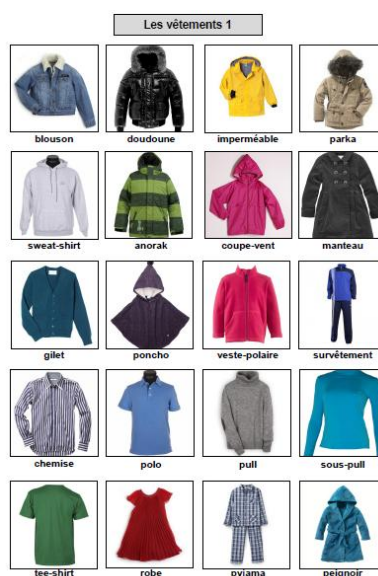 Les vêtements 1
blouson doudoune imperméable parka
sweat-shirt anorak coupe-vent manteau
gilet poncho veste-polaire survêtement
chemise polo pull sous-pull
tee-shirt robe pyjama peignoir